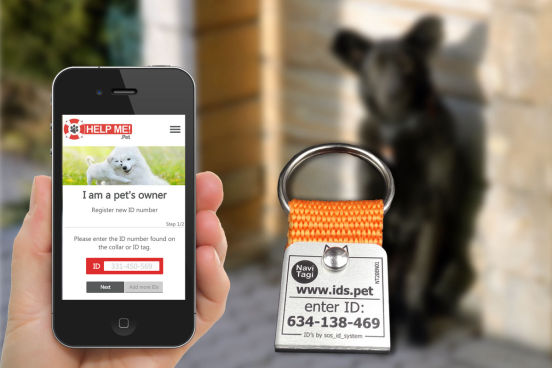 HELP ME!
.Pet
I am a pet's owner
Register new ID number
Step 1/2
Please enter the ID number found on
the collar or ID tag.
ID 331-450-569
Next Add more IDs
Navi
Tagi
www.ids.pet
enter ID:
634-138-469
ID's by sos_id_system